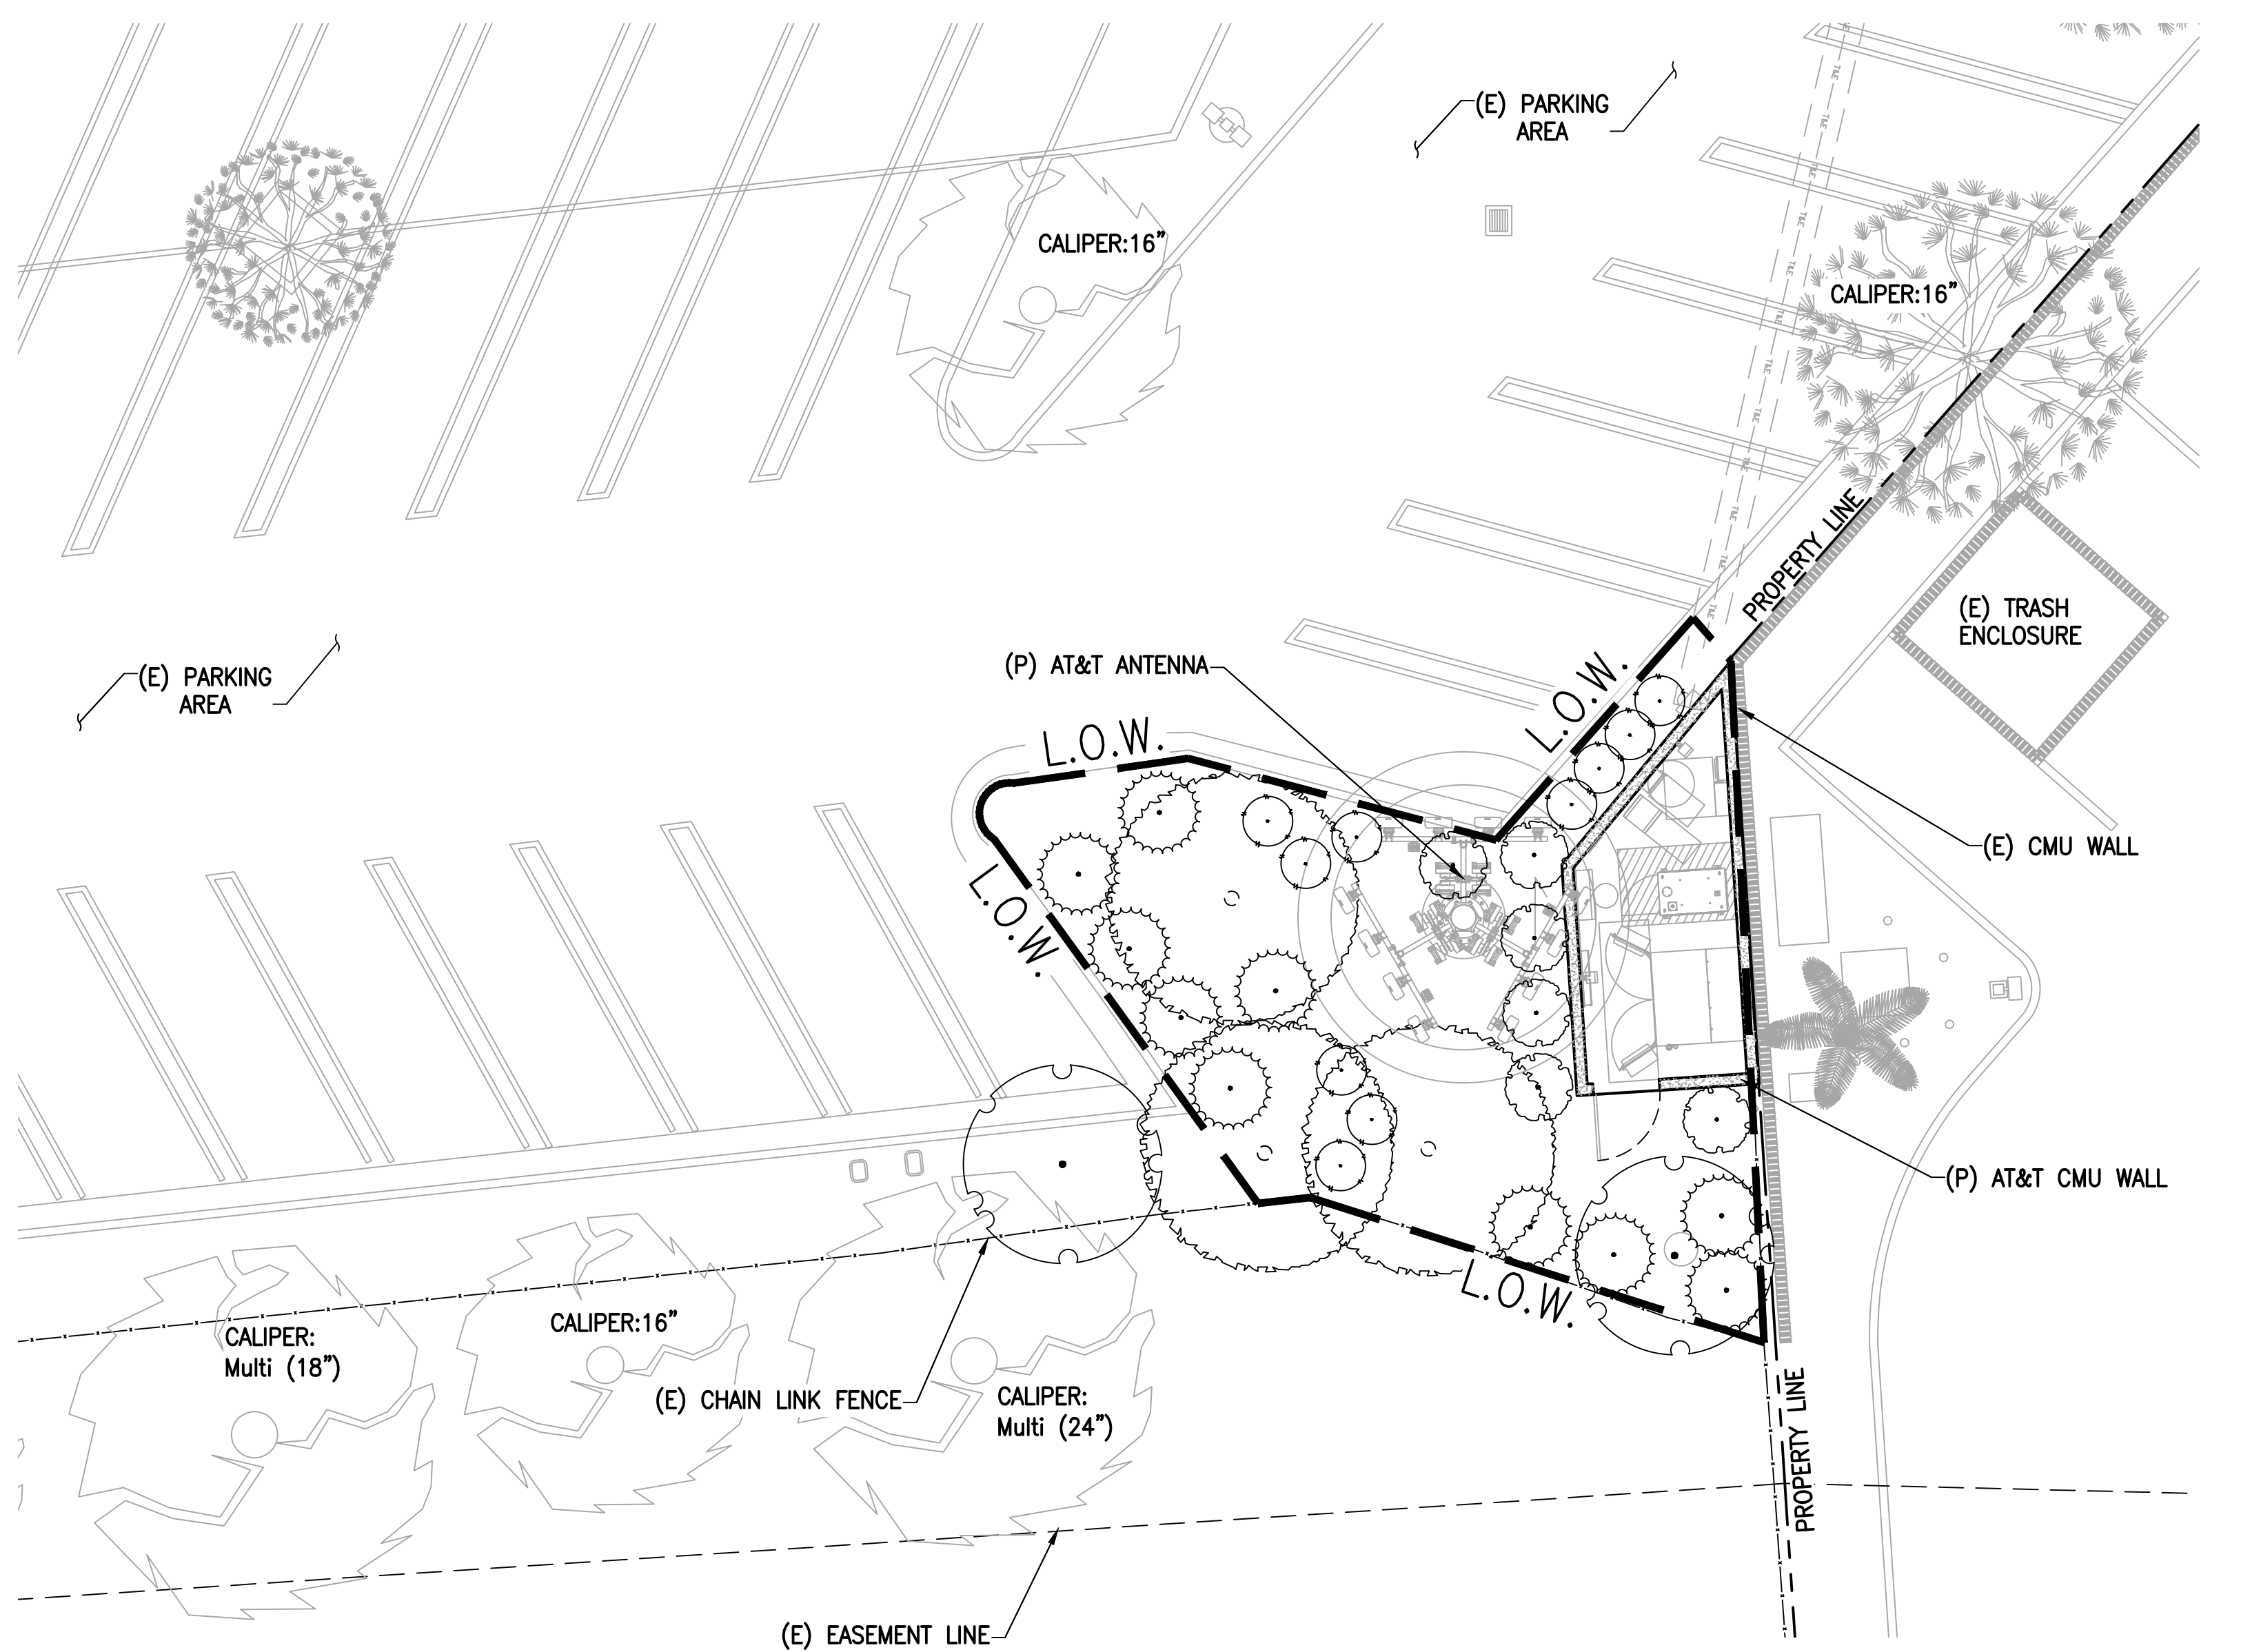 (E) PARKING
AREA
CALIPER:16"
CALIPER:16"
PROPERTY LINE
(E) TRASH
ENCLOSURE
(P) AT&T ANTENNA
(E) PARKING
AREA
L.O.W.
L.O.W.
L.O.W.
(E) CMU WALL
(P) AT&T CMU WALL
L.O.W.
CALIPER:
Multi (18")
CALIPER:16"
(E) CHAIN LINK FENCE
CALIPER:
Multi (24")
PROPERTY LINE
(E) EASEMENT LINE
T&E
T&E
T&E
T&E
T&E
T&E
T&E
T&E
T&E
T&E
T&E
T&E